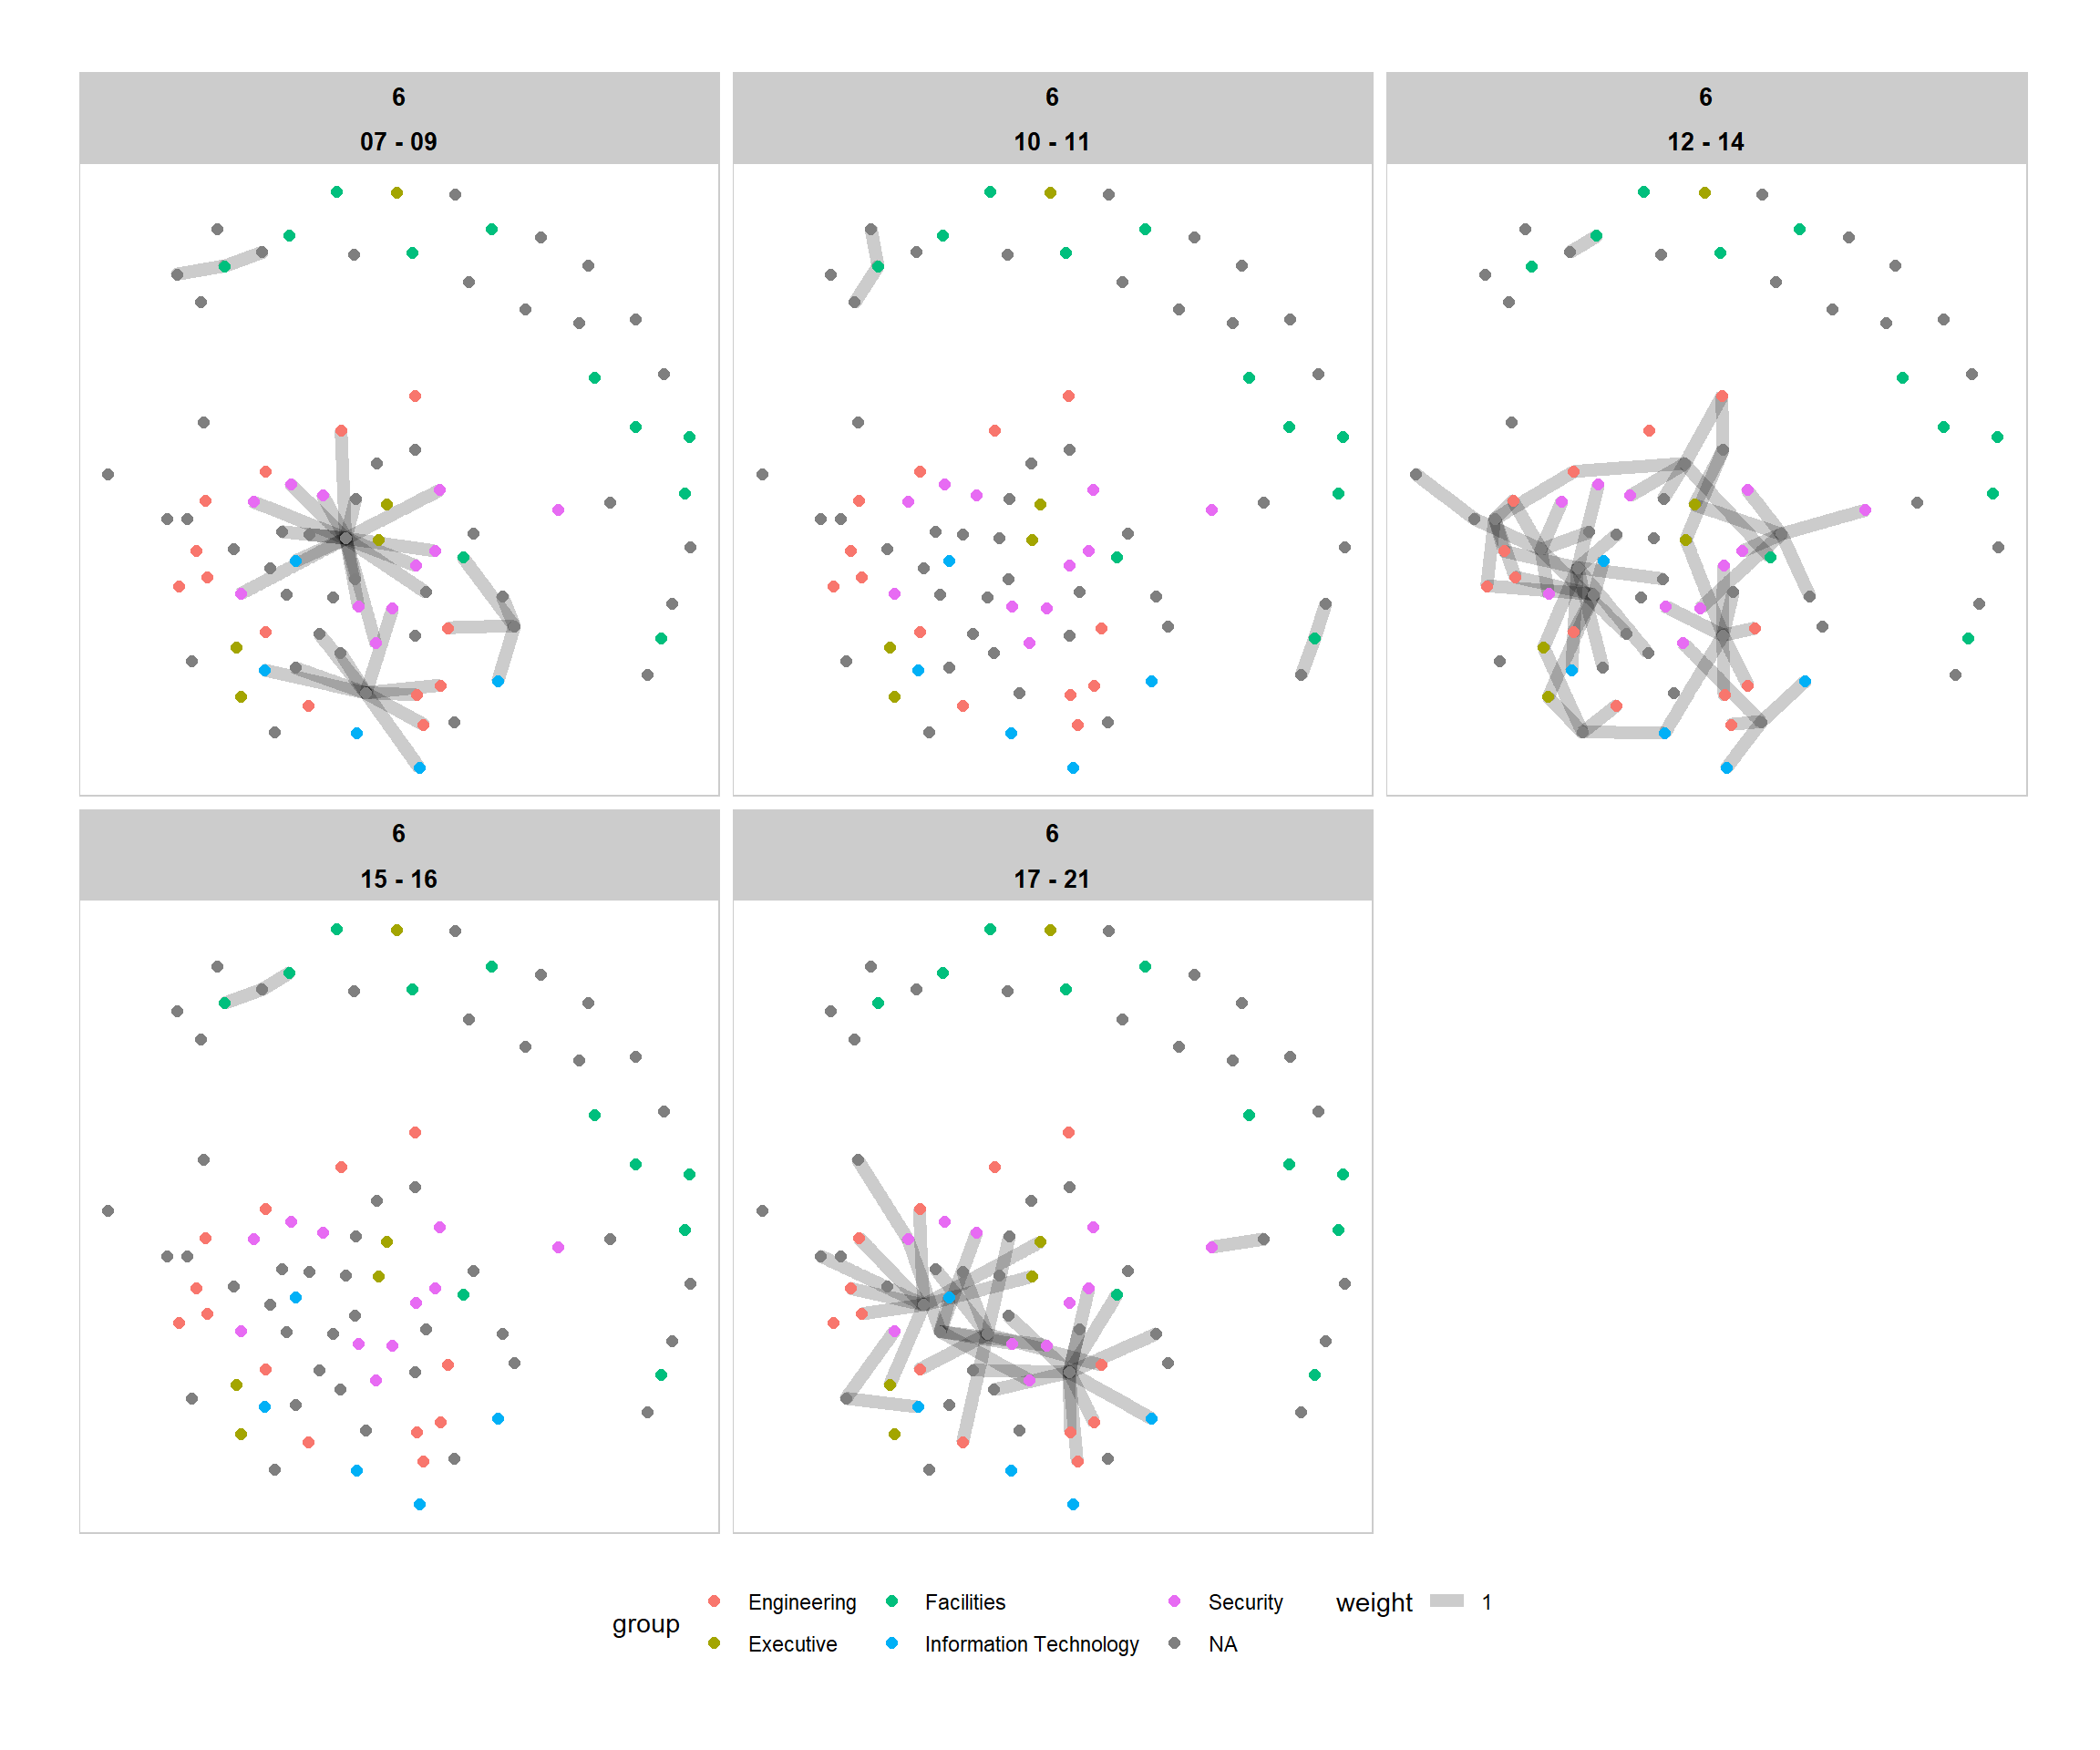 6
07 - 09
6
10 - 11
6
12 - 14
6
15 - 16
6
17 - 21
group
Engineering
Executive
Facilities
Information Technology
Security
NA
weight
1